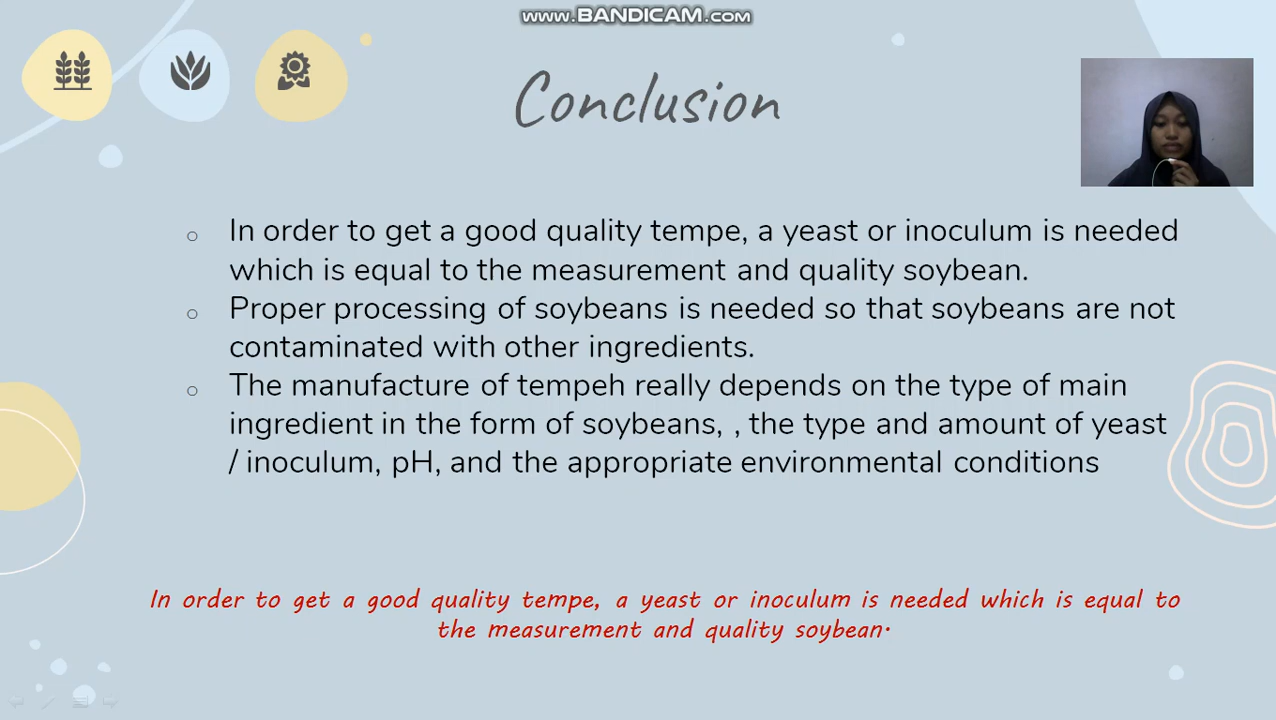 WWW.BANDICAM.COM
Conclusion
In order to get a good quality tempe, a yeast or inoculum is needed
which is equal to the measurement and quality soybean.
Proper processing of soybeans is needed so that soybeans are not
contaminated with other ingredients.
The manufacture of tempeh really depends on the type of main
ingredient in the form of soybeans, , the type and amount of yeast
/ inoculum, pH, and the appropriate environmental conditions
In order to get a good quality tempe, a yeast or inoculum is needed which is equal to
the measurement and quality soybean.